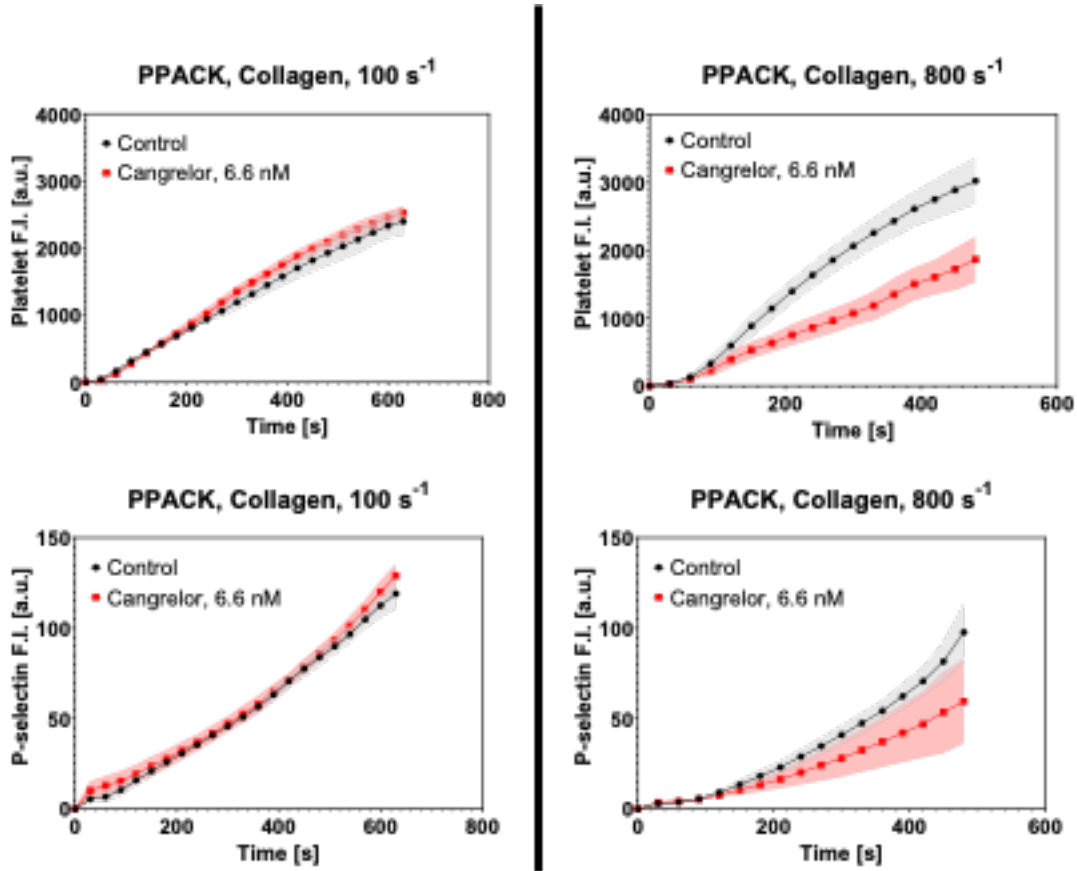 PPACK, Collagen, 100 s⁻¹
Platelet F.I. [a.u.]
4000
3000
2000
1000
0
Control
Cangrelor, 6.6 nM
0 200 400 600 800
Time [s]
PPACK, Collagen, 800 s⁻¹
Platelet F.I. [a.u.]
4000
3000
2000
1000
0
Control
Cangrelor, 6.6 nM
0 200 400 600
Time [s]
PPACK, Collagen, 100 s⁻¹
P-selectin F.I. [a.u.]
150
100
50
0
Control
Cangrelor, 6.6 nM
0 200 400 600 800
Time [s]
PPACK, Collagen, 800 s⁻¹
P-selectin F.I. [a.u.]
150
100
50
0
Control
Cangrelor, 6.6 nM
0 200 400 600
Time [s]